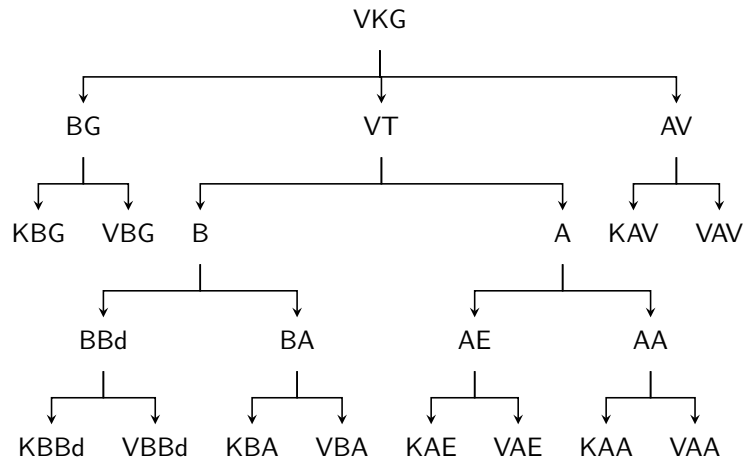 VKG
BG VT AV
KBG VBG B A KAV VAV
BBd BA AE AA
KBBd VBBd KBA VBA KAE VAE KAA VAA